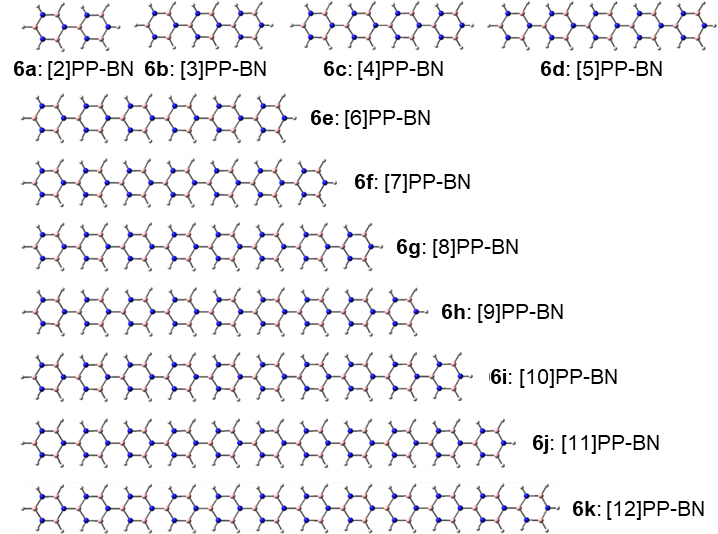 6a: [2]PP-BN 6b: [3]PP-BN 6c: [4]PP-BN 6d: [5]PP-BN
6e: [6]PP-BN
6f: [7]PP-BN
6g: [8]PP-BN
6h: [9]PP-BN
6i: [10]PP-BN
6j: [11]PP-BN
6k: [12]PP-BN